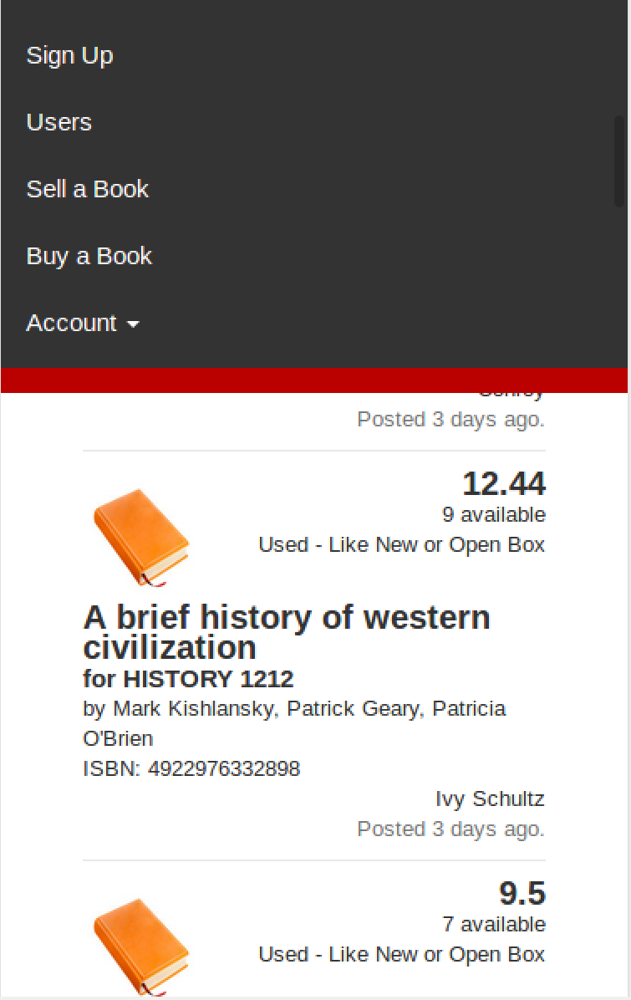 Sign Up
Users
Sell a Book
Buy a Book
Account
Posted 3 days ago.
12.44
9 available
Used - Like New or Open Box
A brief history of western
civilization
for HISTORY 1212
by Mark Kishlansky, Patrick Geary, Patricia
O'Brien
ISBN: 4922976332898
Ivy Schultz
Posted 3 days ago.
9.5
7 available
Used - Like New or Open Box